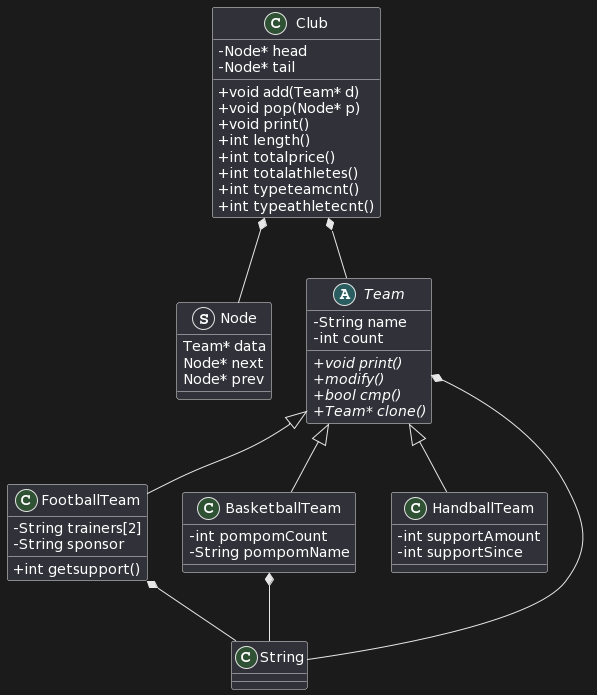 C Club
-Node* head
-Node* tail
+void add(Team* d)
+void pop(Node* p)
+void print()
+int length()
+int totalprice()
+int totalathletes()
+int typeteamcnt()
+int typeathletecnt()
S Node
Team* data
Node* next
Node* prev
A Team
-String name
-int count
+void print()
+modify()
+bool cmp()
+Team* clone()
C FootballTeam
-String trainers[2]
-String sponsor
+int getsupport()
C BasketballTeam
-int pompomCount
-String pompomName
C HandballTeam
-int supportAmount
-int supportSince
C String